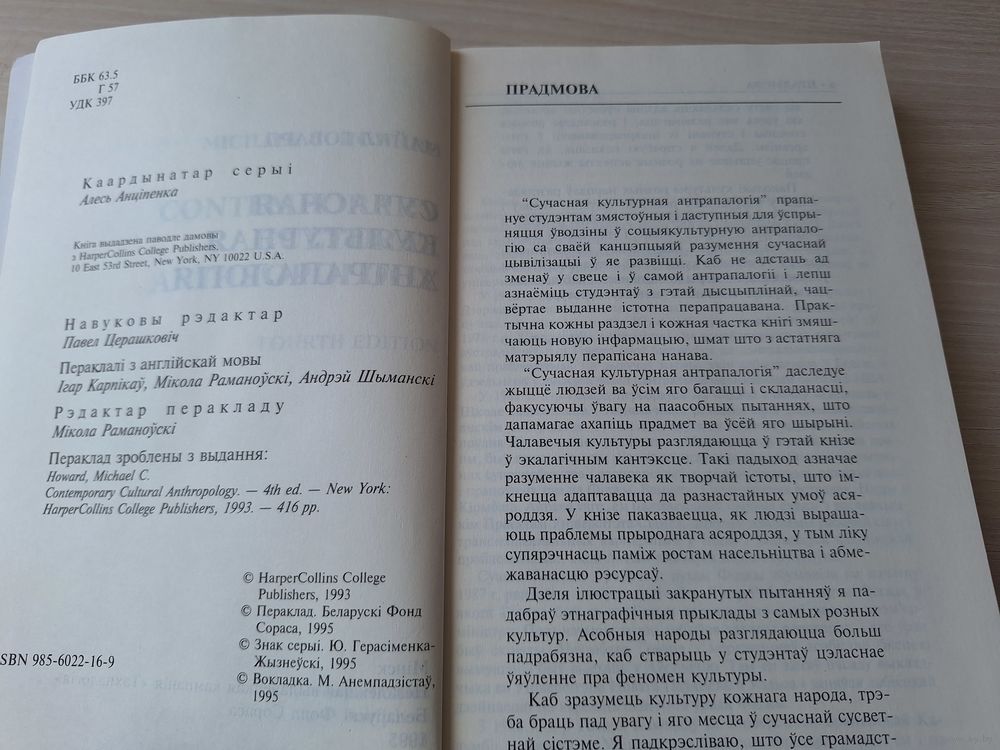 ББК 63.5
Г 57
УДК 397
Каардынатар серыі
Алесь Анціпенка
Кніга выдадзена паводле дамовы
з HarperCollins College Publishers,
10 East 53rd Street, New York, NY 10022 U.S.A.
Навуковы рэдактар
Павел Церашковіч
Пераклалі з англійскай мовы
Ігар Карпікаў, Мікола Раманоўскі, Андрэй Шыманскі
Рэдактар перакладу
Мікола Раманоўскі
Пераклад зроблены з выдання:
Howard, Michael C.
Contemporary Cultural Anthropology. — 4th ed. — New York:
HarperCollins College Publishers, 1993. — 416 pp.
© HarperCollins College
Publishers, 1993
© Пераклад. Беларускі Фонд
Сораса, 1995
© Знак серыі. Ю. Герасіменка-
Жызнеўскі, 1995
© Вокладка. М. Анемпадзістаў,
1995
SBN 985-6022-16-9
ПРАДМОВА
“Сучасная культурная антрапалогія” прапа-
нуе студэнтам змястоўныя і даступныя для ўспры-
няцця ўводзіны ў соцыякультурную антрапало-
гію са сваёй канцэпцыяй разумення сучаснай
цывілізацыі ў яе развіцці. Каб не адстаць ад
зменаў у свеце і ў самой антрапалогіі і лепш
азнаёміць студэнтаў з гэтай дысцыплінай, чац-
вёртае выданне істотна перапрацавана. Прак-
тычна кожны раздзел і кожная частка кнігі змяш-
чаюць новую інфармацыю, шмат што з астатняга
матэрыялу перапісана нанава.
“Сучасная культурная антрапалогія” даследуе
жыццё людзей ва ўсім яго багацці і складанасці,
факусуючы ўвагу на паасобных пытаннях, што
дапамагае ахапіць прадмет ва ўсёй яго шырыні.
Чалавечыя культуры разглядаюцца ў гэтай кнізе
ў экалагічным кантэксце. Такі падыход азначае
разуменне чалавека як творчай істоты, што ім-
кнецца адаптавацца да разнастайных умоў ася-
роддзя. У кнізе паказваецца, як людзі выраша-
юць праблемы прыроднага асяроддзя, у тым ліку
супярэчнасць паміж ростам насельніцтва і абме-
жаванасцю рэсурсаў.
Дзеля ілюстрацыі закранутых пытанняў я па-
дабраў этнаграфічныя прыклады з самых розных
культур. Асобныя народы разглядаюцца больш
падрабязна, каб стварыць у студэнтаў цэласнае
ўяўленне пра феномен культуры.
Каб зразумець культуру кожнага народа, трэ-
ба браць пад увагу і яго месца ў сучаснай сусвет-
най сістэме. Я падкрэсліваю, што ўсе грамадст-